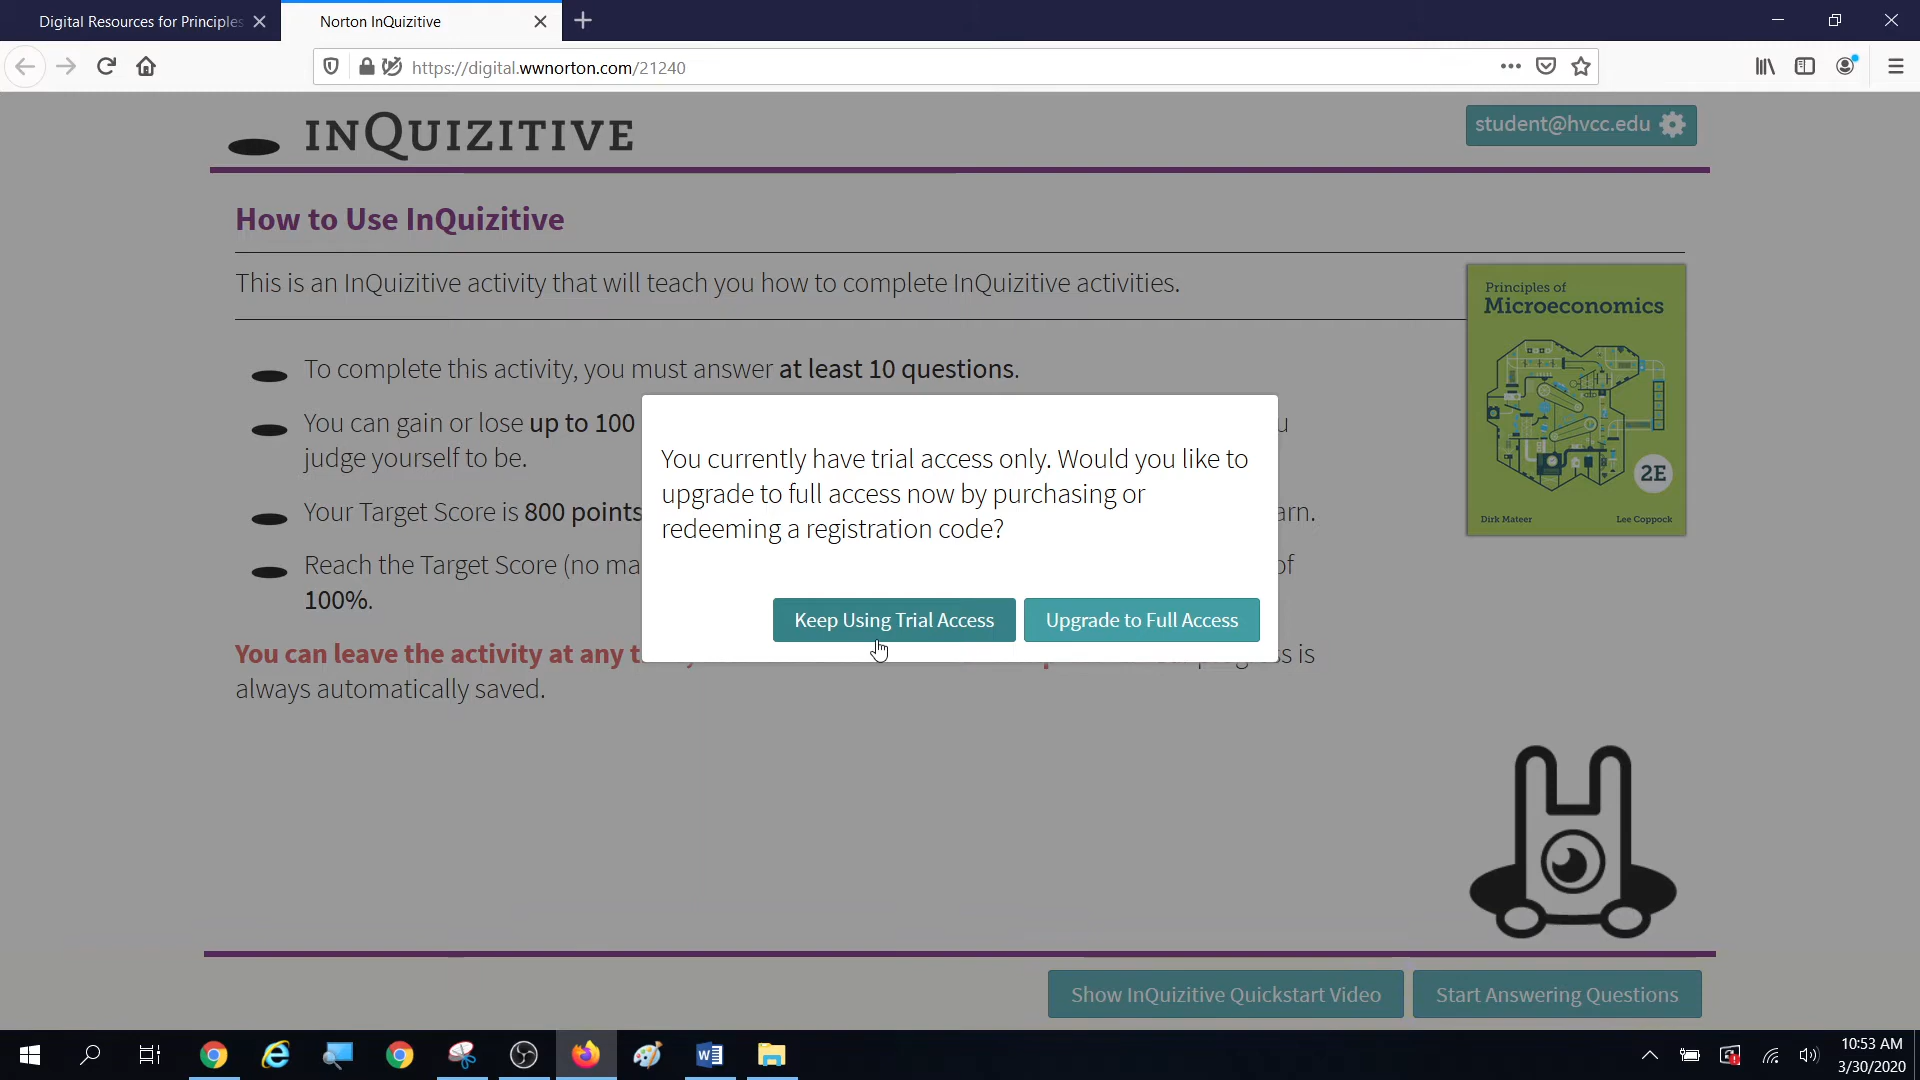 Digital Resources for Principles
Norton InQuizitive
https://digital.wwnorton.com/21240
INQUIZITIVE
student@hvcc.edu
How to Use InQuizitive
This is an InQuizitive activity that will teach you how to complete InQuizitive activities.
Principles of
Microeconomics
2E
Dirk Mateer
Lee Coppock
To complete this activity, you must answer at least 10 questions.
You can gain or lose up to 100
judge yourself to be.
Your Target Score is 800 points
Reach the Target Score (no
of
100%.
You can leave the activity at any
is
always automatically saved.
You currently have trial access only. Would you like to
upgrade to full access now by purchasing or
redeeming a registration code?
Keep Using Trial Access
Upgrade to Full Access
Show InQuizitive Quickstart Video
Start Answering Questions
10:53 AM
3/30/2020